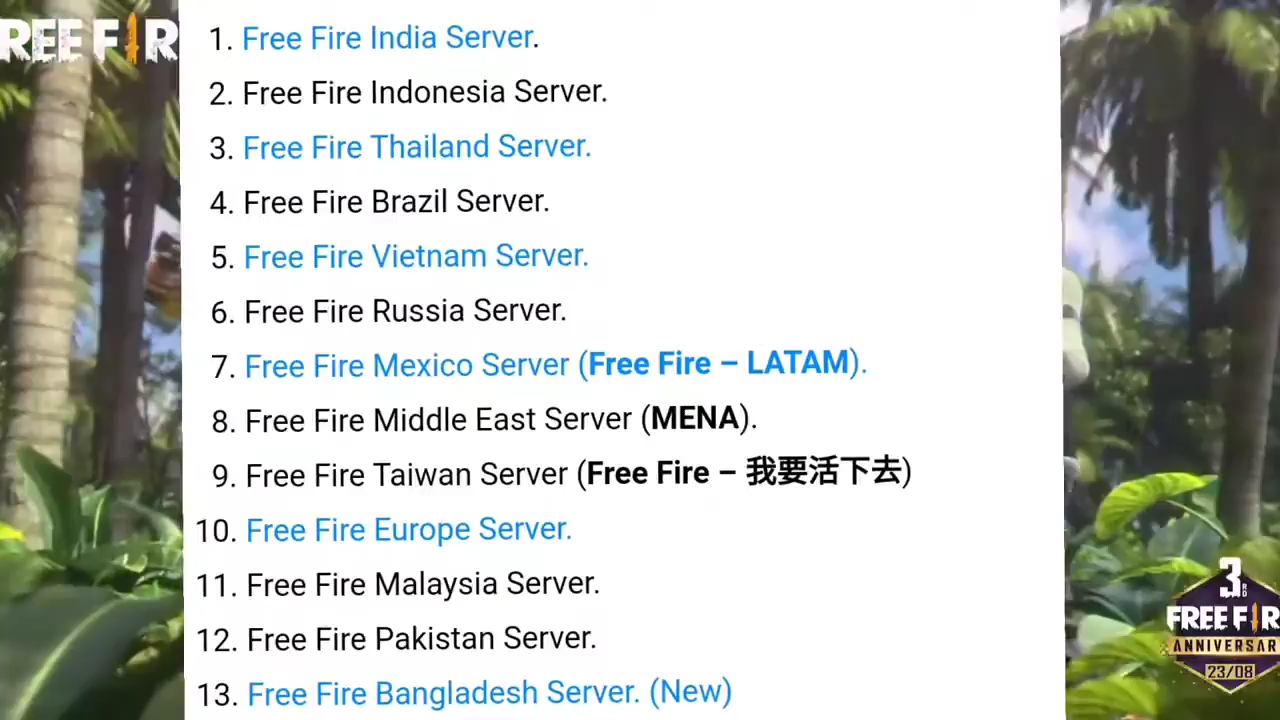 REE FIR
1. Free Fire India Server.
2. Free Fire Indonesia Server.
3. Free Fire Thailand Server.
4. Free Fire Brazil Server.
5. Free Fire Vietnam Server.
6. Free Fire Russia Server.
7. Free Fire Mexico Server (Free Fire – LATAM).
8. Free Fire Middle East Server (MENA).
9. Free Fire Taiwan Server (Free Fire – 我要活下去)
10. Free Fire Europe Server.
11. Free Fire Malaysia Server.
12. Free Fire Pakistan Server.
13. Free Fire Bangladesh Server. (New)
3RD
FREE FIR
ANNIVERSAR
23/08